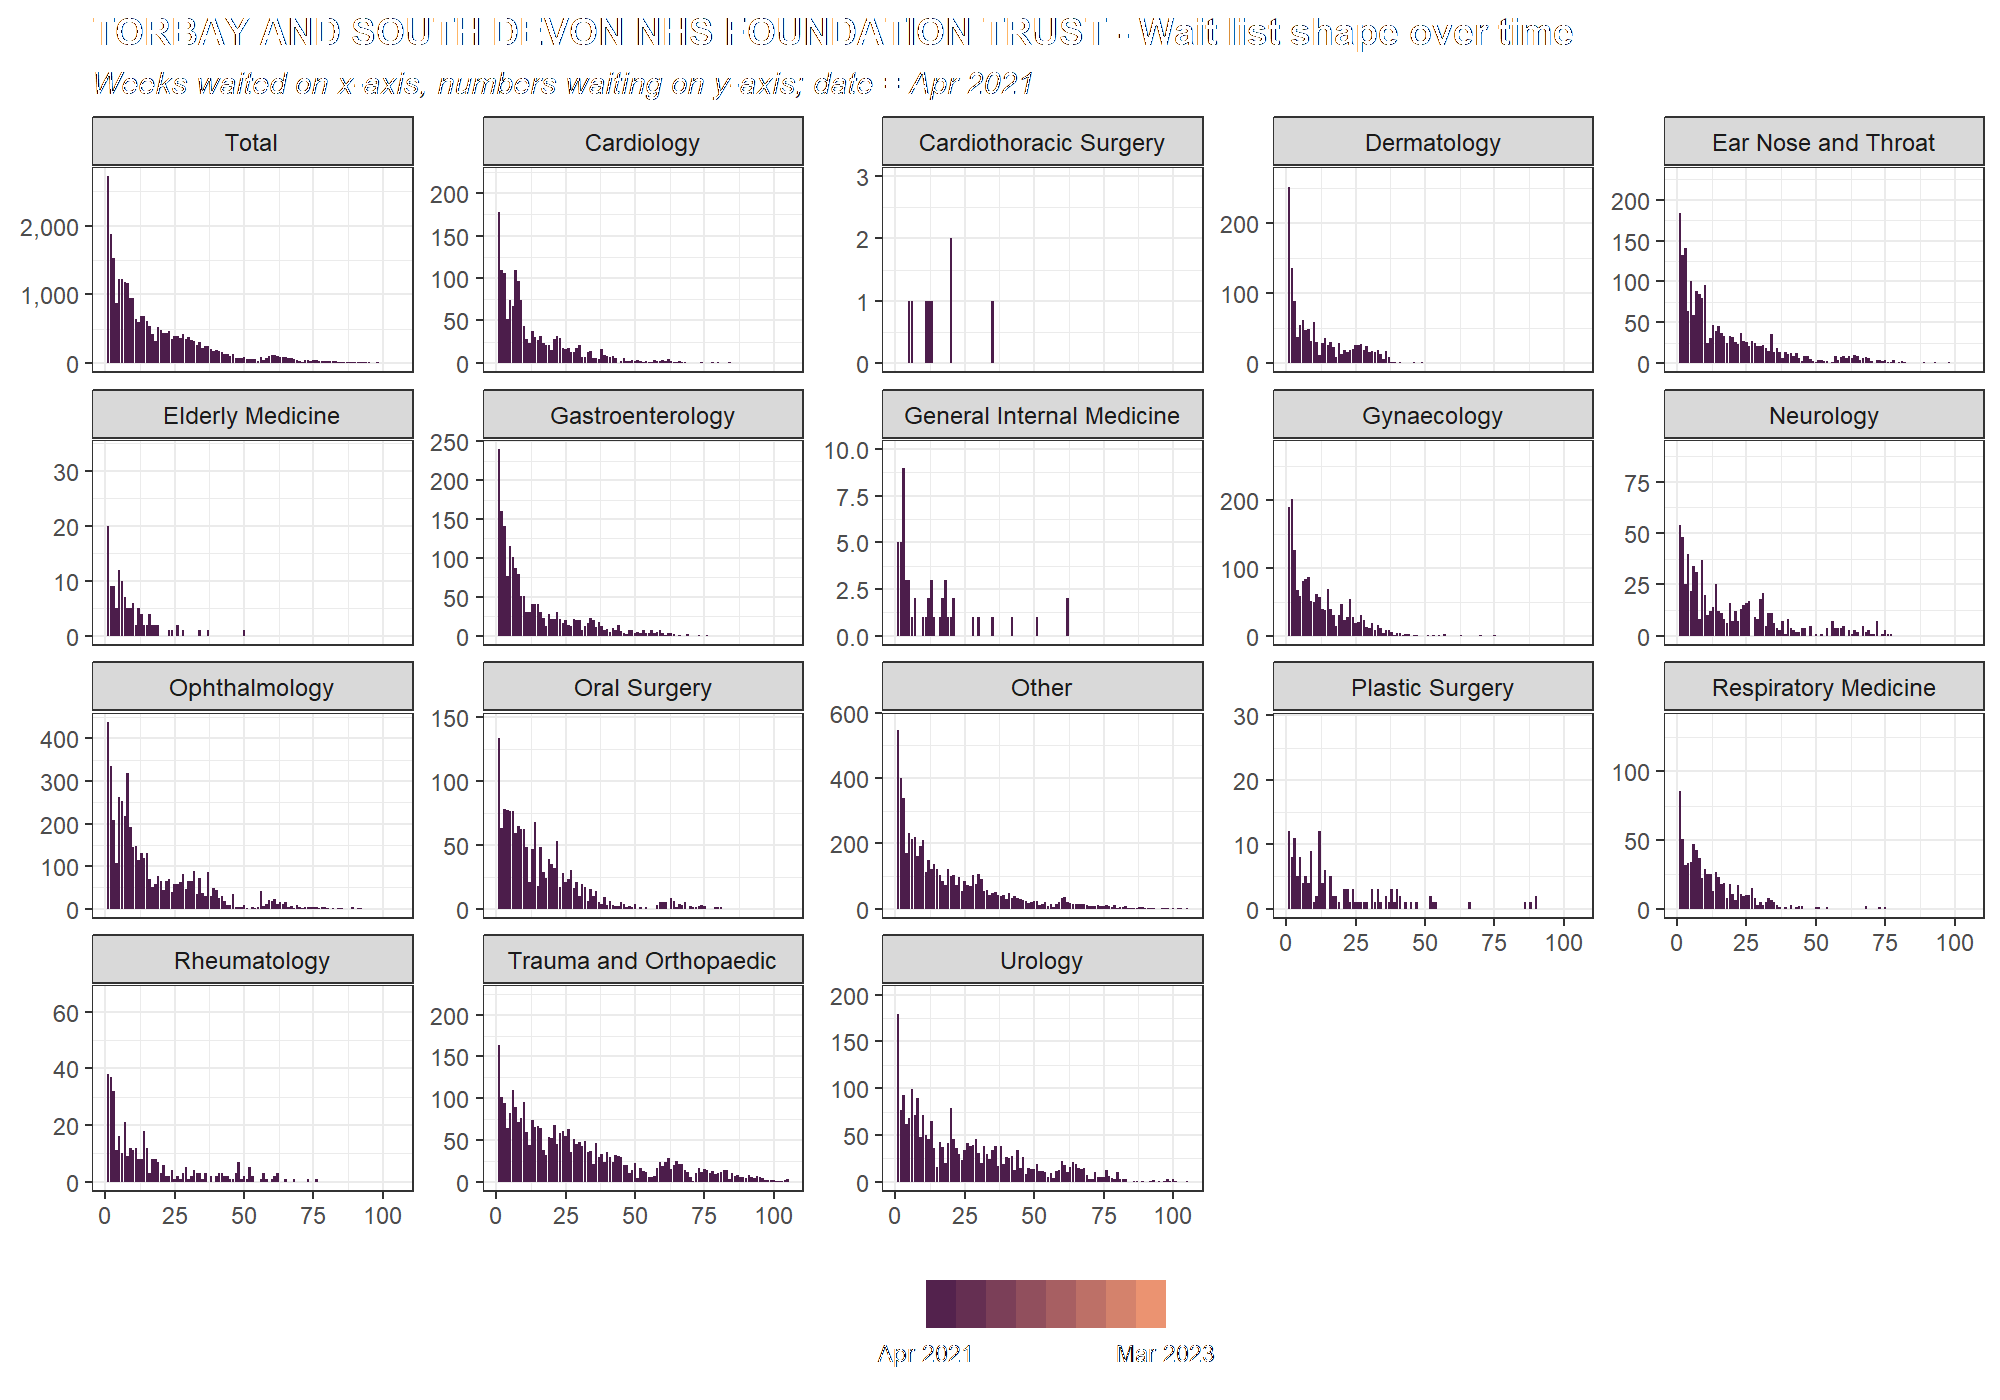 TORBAY AND SOUTH DEVON NHS FOUNDATION TRUST - Wait list shape over time
Weeks waited on x-axis, numbers waiting on y-axis; date = Apr 2021
Total
Cardiology
Cardiothoracic Surgery
Dermatology
Ear Nose and Throat
2,000
1,000
0
200
150
100
50
0
3
2
1
0
200
100
0
200
150
100
50
0
Elderly Medicine
Gastroenterology
General Internal Medicine
Gynaecology
Neurology
30
20
10
0
250
200
150
100
50
0
10.0
7.5
5.0
2.5
0.0
200
100
0
75
50
25
0
Ophthalmology
Oral Surgery
Other
Plastic Surgery
Respiratory Medicine
400
300
200
100
0
150
100
50
0
600
400
200
0
30
20
10
0
100
50
0
0 25 50 75 100
0 25 50 75 100
Rheumatology
Trauma and Orthopaedic
Urology
60
40
20
0
200
150
100
50
0
200
150
100
50
0
0 25 50 75 100
0 25 50 75 100
0 25 50 75 100
Apr 2021
Mar 2023